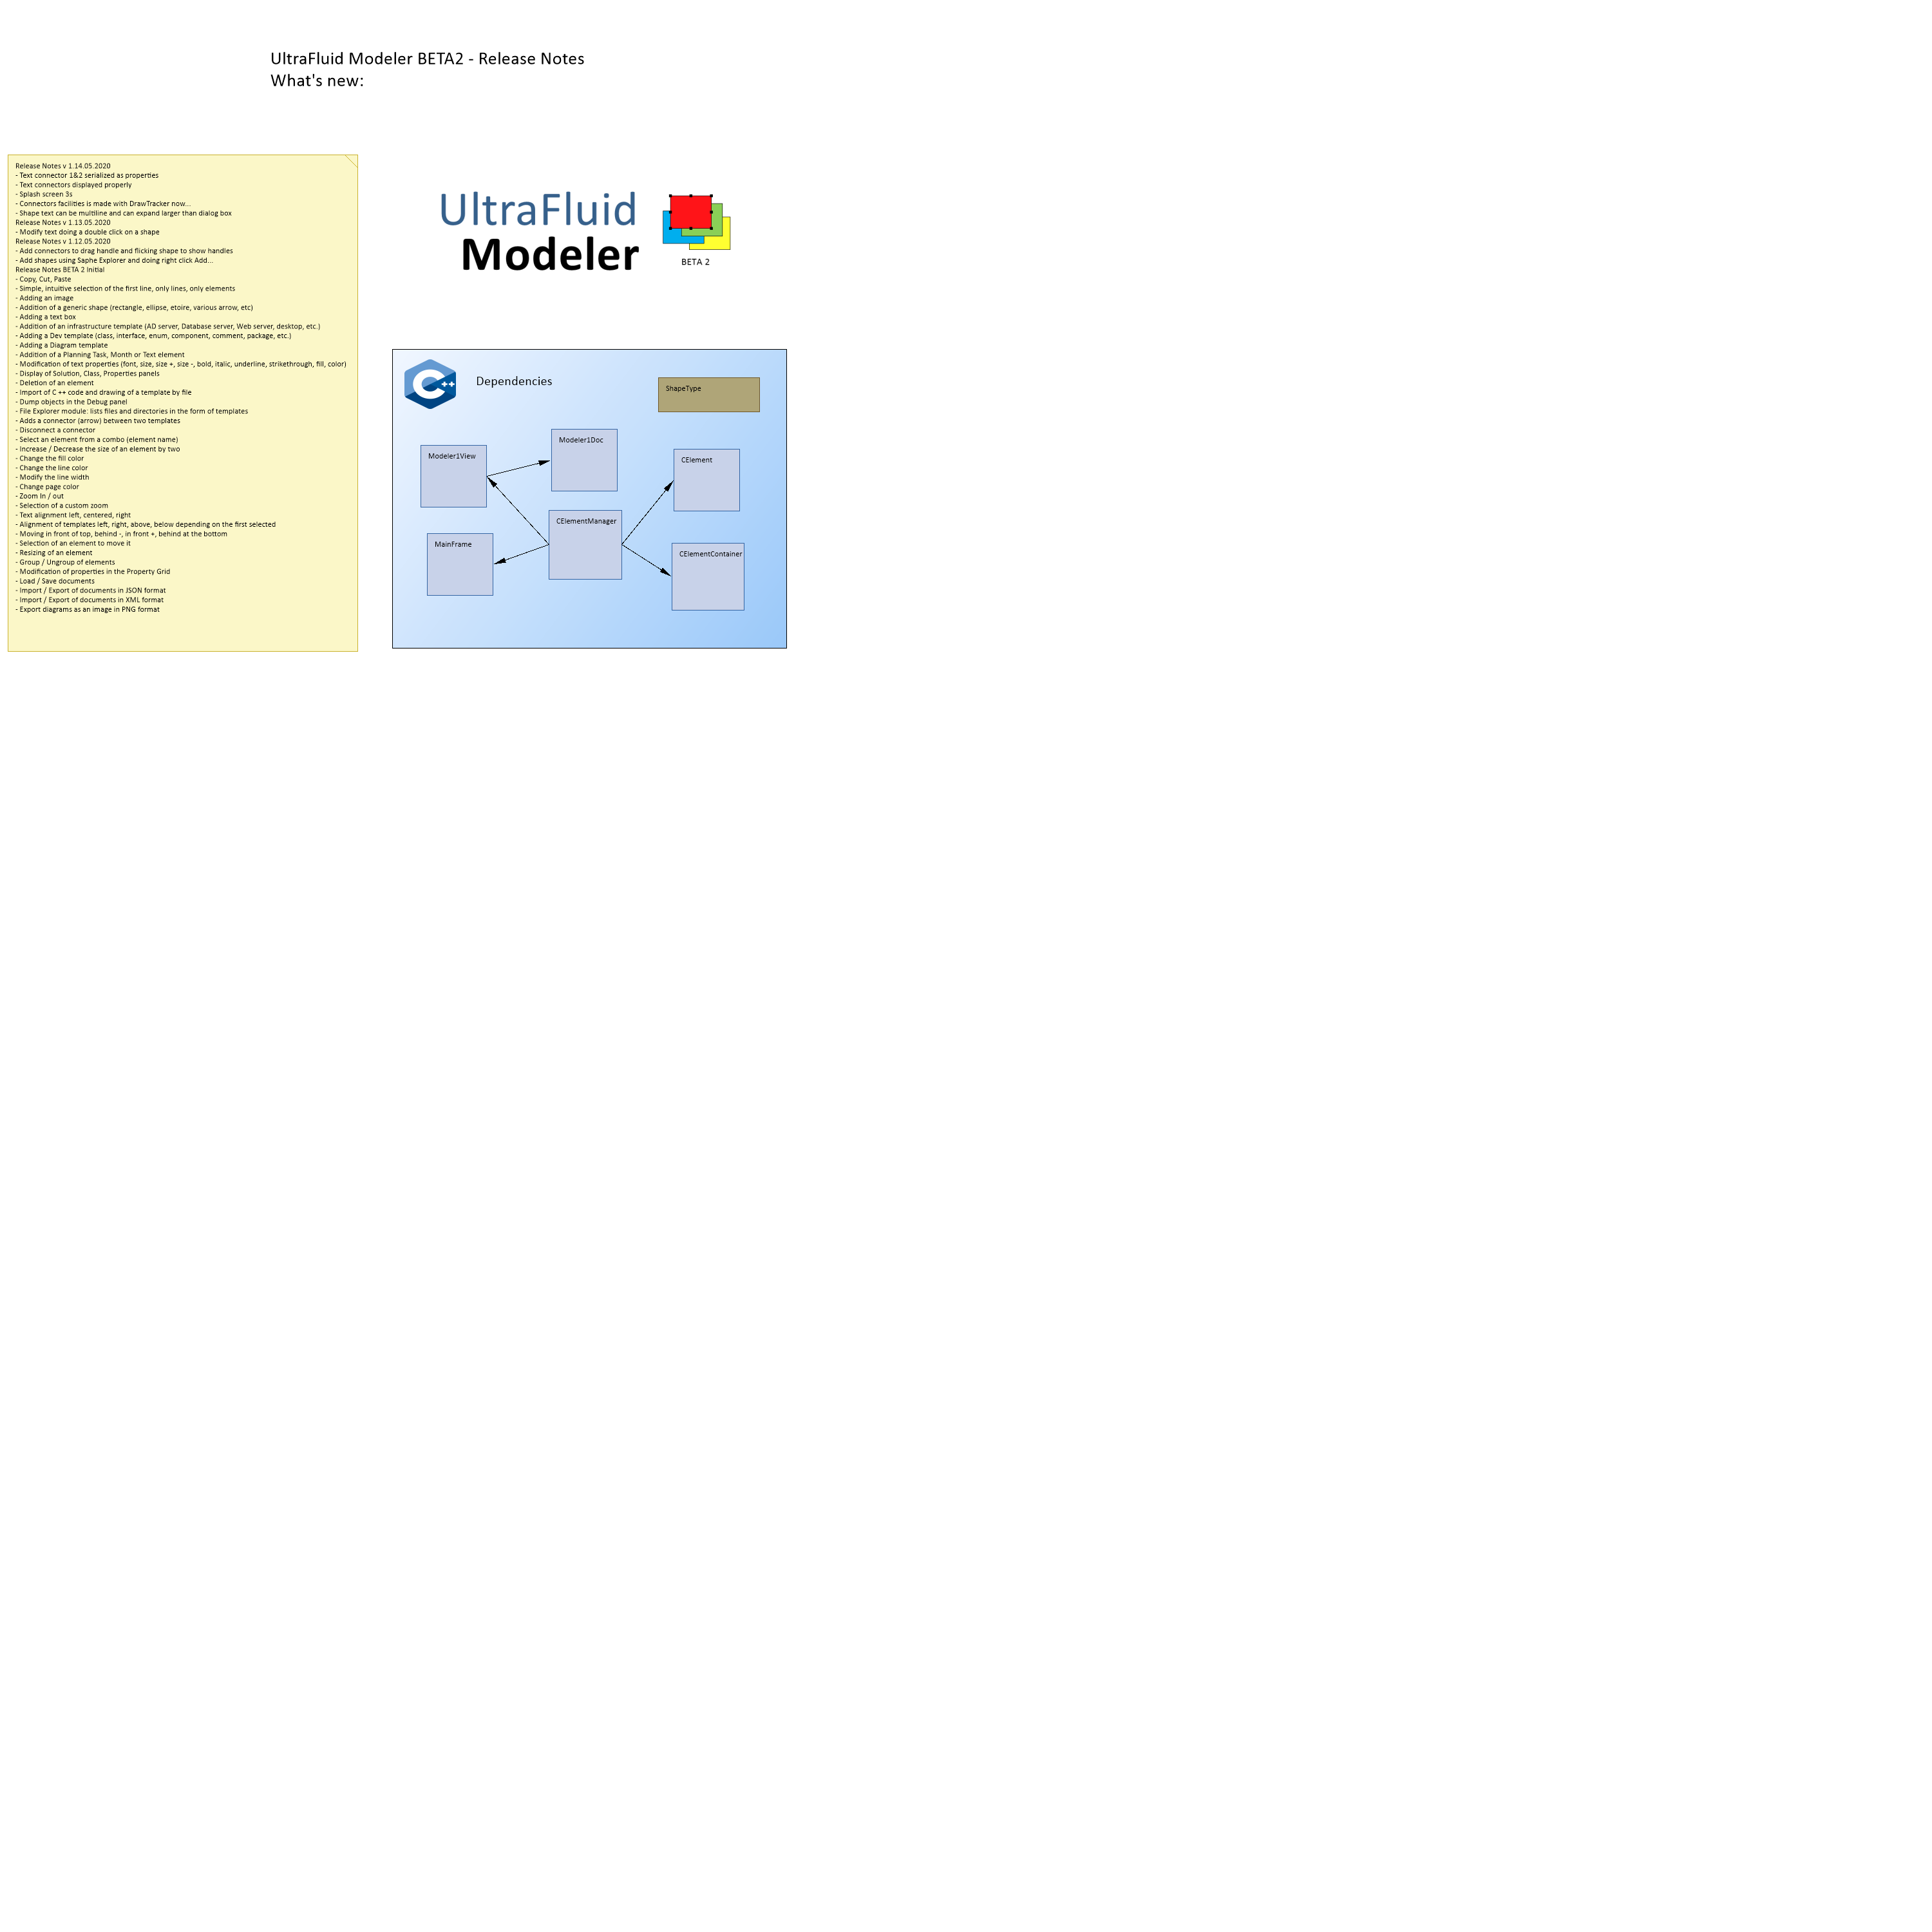 UltraFluid Modeler BETA2 - Release Notes
What's new:
Release Notes v 1.14.05.2020
- Text connector 1&2 serialized as properties
- Text connectors displayed properly
- Splash screen 3s
- Connectors facilities is made with DrawTracker now...
- Shape text can be multiline and can expand larger than dialog box
Release Notes v 1.13.05.2020
- Modify text doing a double click on a shape
Release Notes v 1.12.05.2020
- Add connectors to drag handle and flicking shape to show handles
- Add shapes using Saphe Explorer and doing right click Add...
Release Notes BETA 2 Initial
- Copy, Cut, Paste
- Simple, intuitive selection of the first line, only lines, only elements
- Adding an image
- Addition of a generic shape (rectangle, ellipse, etoire, various arrow, etc)
- Adding a text box
- Addition of an infrastructure template (AD server, Database server, Web server, desktop, etc.)
- Adding a Dev template (class, interface, enum, component, comment, package, etc.)
- Adding a Diagram template
- Addition of a Planning Task, Month or Text element
- Modification of text properties (font, size, size +, size -, bold, italic, underline, strikethrough, fill, color)
- Display of Solution, Class, Properties panels
- Deletion of an element
- Import of C ++ code and drawing of a template by file
- Dump objects in the Debug panel
- File Explorer module: lists files and directories in the form of templates
- Adds a connector (arrow) between two templates
- Disconnect a connector
- Select an element from a combo (element name)
- Increase / Decrease the size of an element by two
- Change the fill color
- Change the line color
- Modify the line width
- Change page color
- Zoom In / out
- Selection of a custom zoom
- Text alignment left, centered, right
- Alignment of templates left, right, above, below depending on the first selected
- Moving in front of top, behind -, in front +, behind at the bottom
- Selection of an element to move it
- Resizing of an element
- Group / Ungroup of elements
- Modification of properties in the Property Grid
- Load / Save documents
- Import / Export of documents in JSON format
- Import / Export of documents in XML format
- Export diagrams as an image in PNG format
UltraFluid
Modeler
BETA 2
C++
Dependencies
ShapeType
Modeler1Doc
Modeler1View
CElement
CElementManager
MainFrame
CElementContainer